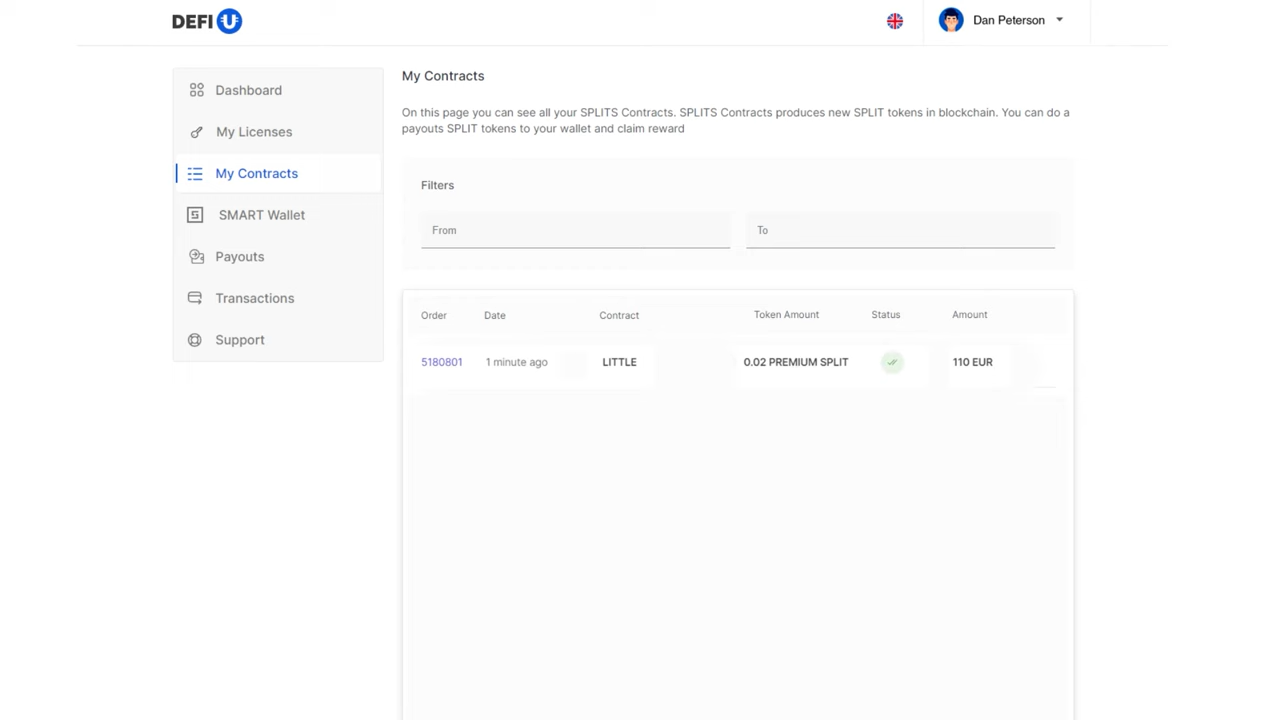 DEFI U
Dan Peterson
Dashboard
My Licenses
My Contracts
SMART Wallet
Payouts
Transactions
Support
My Contracts
On this page you can see all your SPLITS Contracts. SPLITS Contracts produces new SPLIT tokens in blockchain. You can do a
payouts SPLIT tokens to your wallet and claim reward
Filters
From To
Order Date Contract Token Amount Status Amount
5180801 1 minute ago LITTLE 0.02 PREMIUM SPLIT 110 EUR